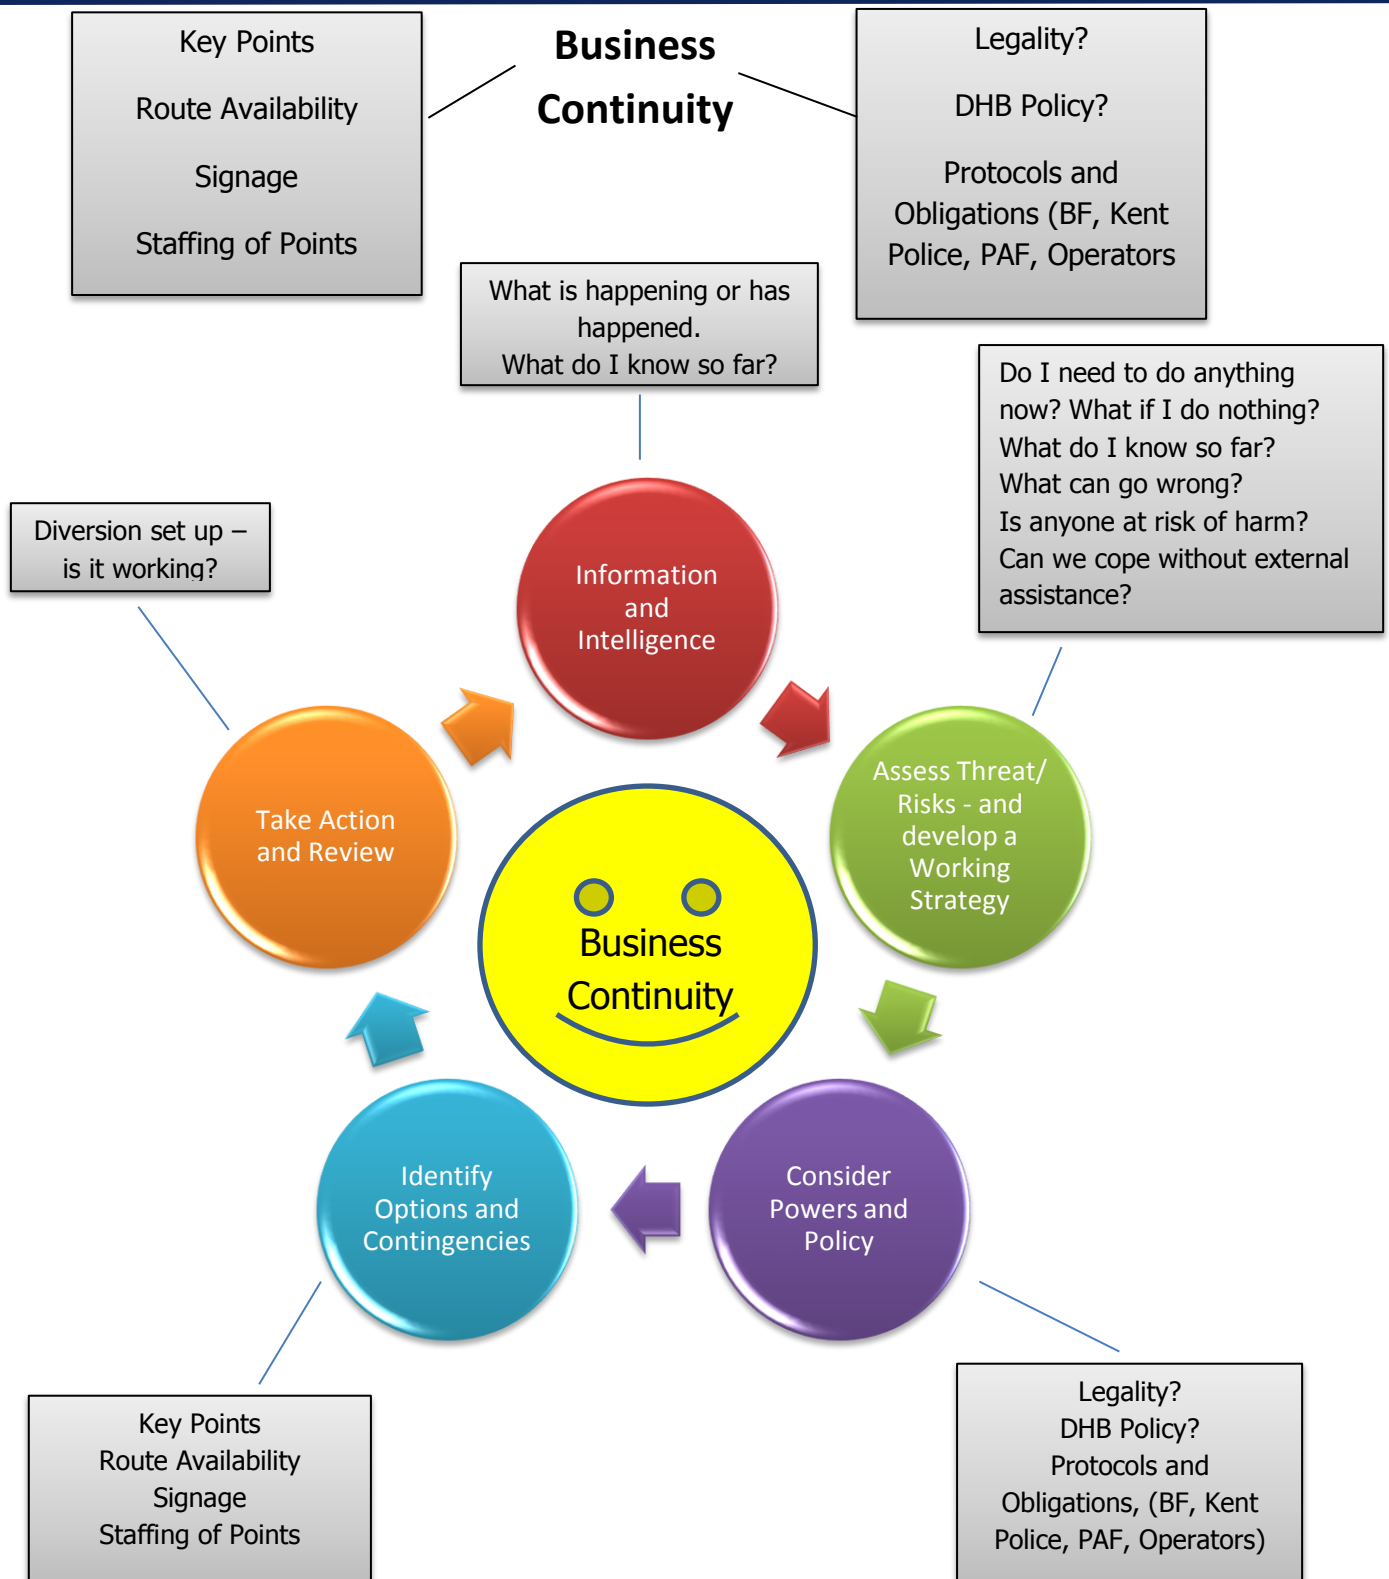 Key Points
Route Availability
Signage
Staffing of Points
Business
Continuity
Legality?
DHB Policy?
Protocols and
Obligations (BF, Kent
Police, PAF, Operators
What is happening or has
happened.
What do I know so far?
Do I need to do anything
now? What if I do nothing?
What do I know so far?
What can go wrong?
Is anyone at risk of harm?
Can we cope without external
assistance?
Diversion set up –
is it working?
Information
and
Intelligence
Assess Threat/
Risks - and
develop a
Working
Strategy
Take Action
and Review
Business
Continuity
Identify
Options and
Contingencies
Consider
Powers and
Policy
Key Points
Route Availability
Signage
Staffing of Points
Legality?
DHB Policy?
Protocols and
Obligations, (BF, Kent
Police, PAF, Operators)